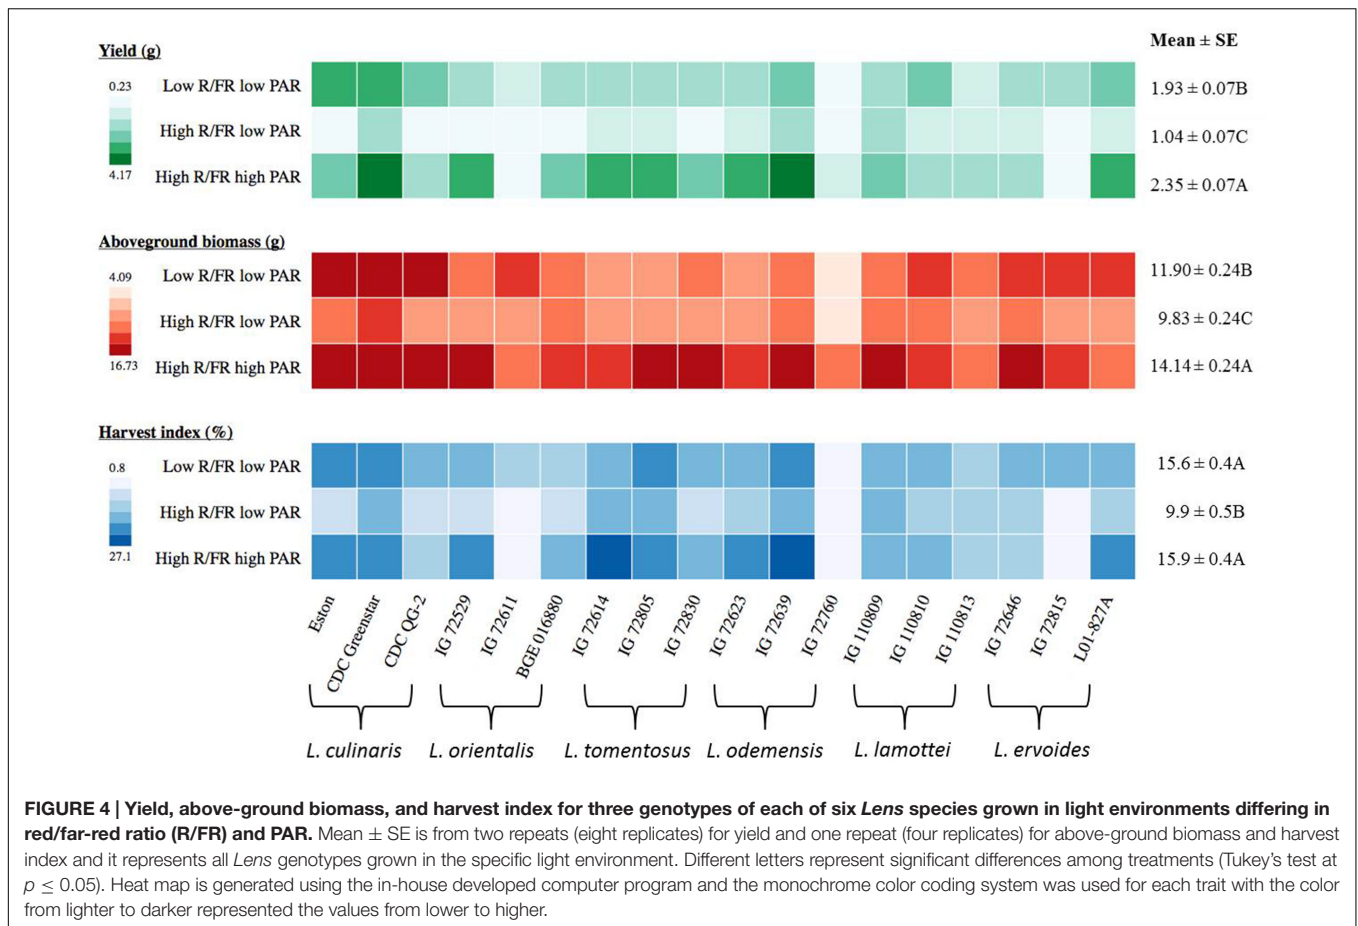 Mean ± SE
Yield (g)
0.23
4.17
Low R/FR low PAR
1.93 ± 0.07B
High R/FR low PAR
1.04 ± 0.07C
High R/FR high PAR
2.35 ± 0.07A
Aboveground biomass (g)
4.09
16.73
Low R/FR low PAR
11.90 ± 0.24B
High R/FR low PAR
9.83 ± 0.24C
High R/FR high PAR
14.14 ± 0.24A
Harvest index (%)
0.8
27.1
Low R/FR low PAR
15.6 ± 0.4A
High R/FR low PAR
9.9 ± 0.5B
High R/FR high PAR
15.9 ± 0.4A
Eston
CDC Greenstar
CDC QG-2
IG 72529
IG 72611
BGE 016880
IG 72614
IG 72805
IG 72830
IG 72623
IG 72639
IG 72760
IG 110809
IG 110810
IG 110813
IG 72646
IG 72815
L01-827A
L. culinaris
L. orientalis
L. tomentosus
L. odemensis
L. lamottei
L. ervoides
FIGURE 4 | Yield, above-ground biomass, and harvest index for three genotypes of each of six Lens species grown in light environments differing in
red/far-red ratio (R/FR) and PAR. Mean ± SE is from two repeats (eight replicates) for yield and one repeat (four replicates) for above-ground biomass and harvest
index and it represents all Lens genotypes grown in the specific light environment. Different letters represent significant differences among treatments (Tukey's test at
p ≤ 0.05). Heat map is generated using the in-house developed computer program and the monochrome color coding system was used for each trait with the color
from lighter to darker represented the values from lower to higher.